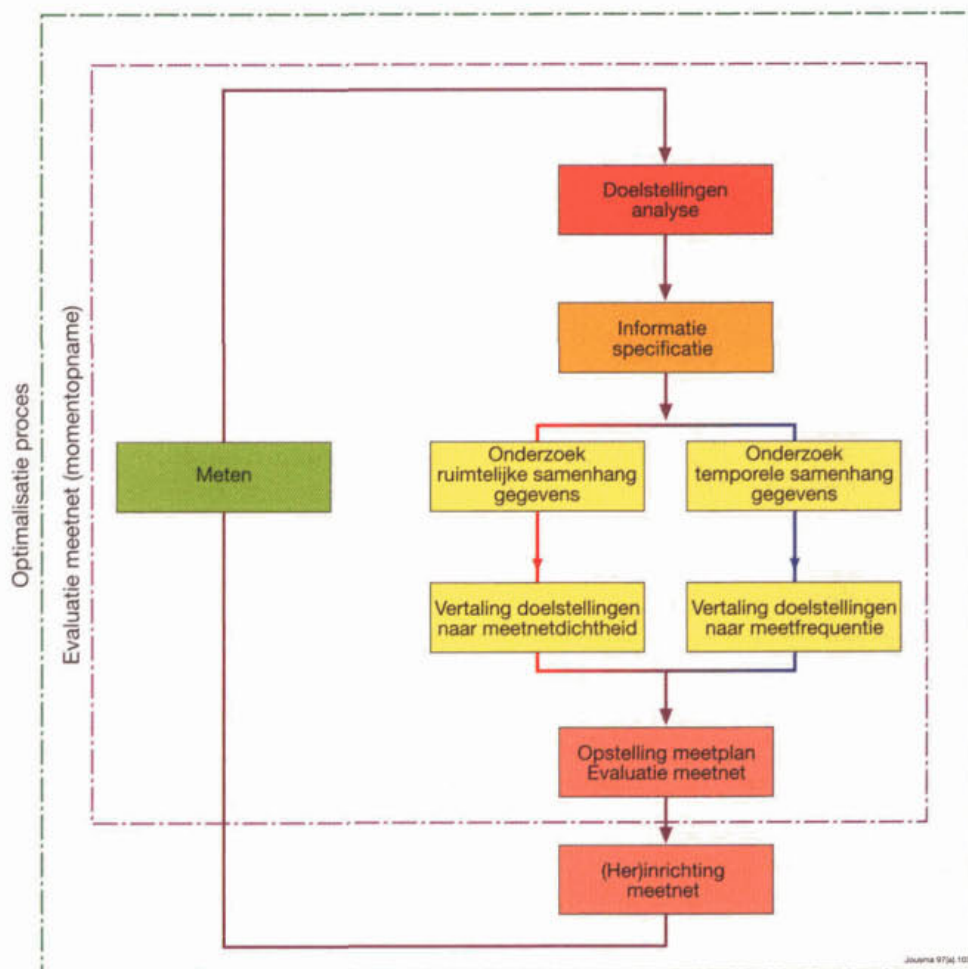 Optimalisatie proces
Evaluatie meetnet (momentopname)
Doelstellingen
analyse
Informatie
specificatie
Meten
Onderzoek
ruimtelijke samenhang
gegevens
Onderzoek
temporele samenhang
gegevens
Vertaling doelstellingen
naar meetnetdichtheid
Vertaling doelstellingen
naar meetfrequentie
Opstelling meetplan
Evaluatie meetnet
(Her)inrichting
meetnet